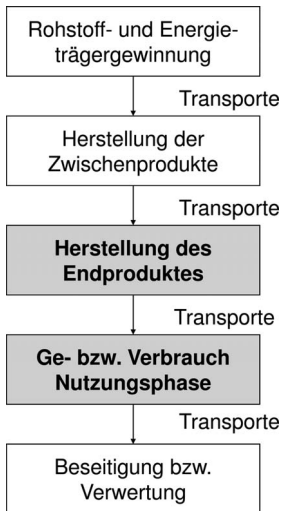 Rohstoff- und Energie-
trägergewinnung
Transporte
Herstellung der
Zwischenprodukte
Transporte
Herstellung des
Endproduktes
Transporte
Ge- bzw. Verbrauch
Nutzungsphase
Transporte
Beseitigung bzw.
Verwertung